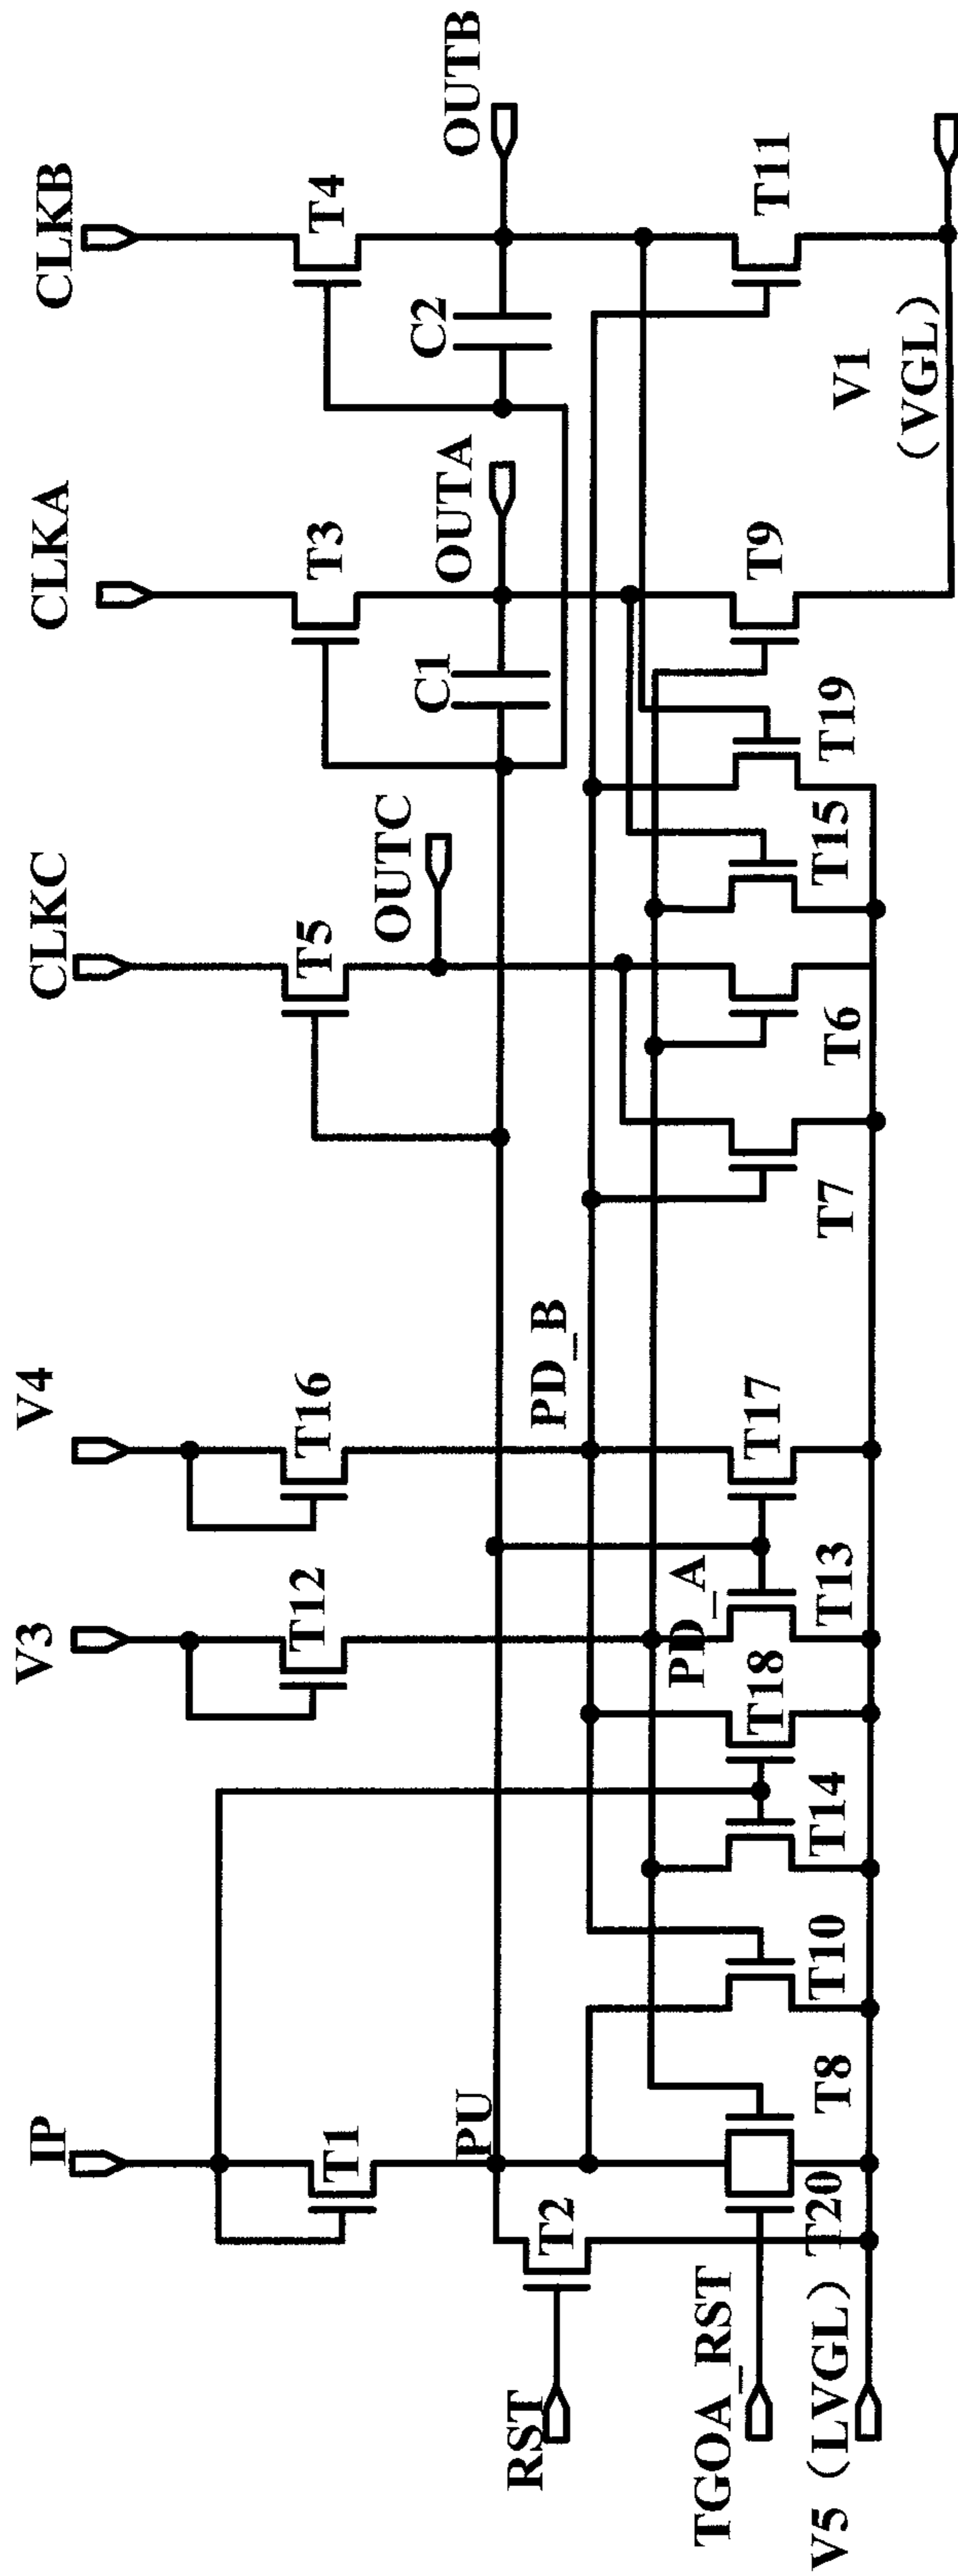 IP
V3
V4
CLKC
CLKA
CLKB
T1
T12
T16
T5
T3
T4
OUTC
OUTA
OUTB
C1
C2
PU
PD_B
PD_A
T2
RST
TGOA_RST
T20
T8
T10
T14
T18
T13
T17
T7
T6
T15
T19
T9
T11
V5 (LVGL)
V1
(VGL)